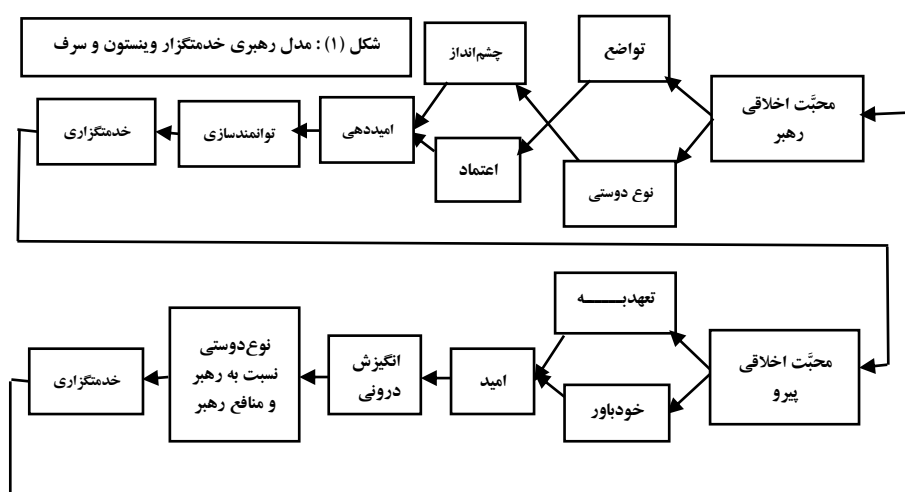 شکل (۱) : مدل رهبری خدمتگزار وینستون و سرف
محبَّت اخلاقی
رهبر
تواضع
نوع دوستی
چشم‌انداز
اعتماد
امیددهی
توانمندسازی
خدمتگزاری
محبَّت اخلاقی
پیرو
تعهدبـــــــه
خودباور
امید
انگیزش
درونی
نوع‌دوستی
نسبت به رهبر
و منافع رهبر
خدمتگزاری